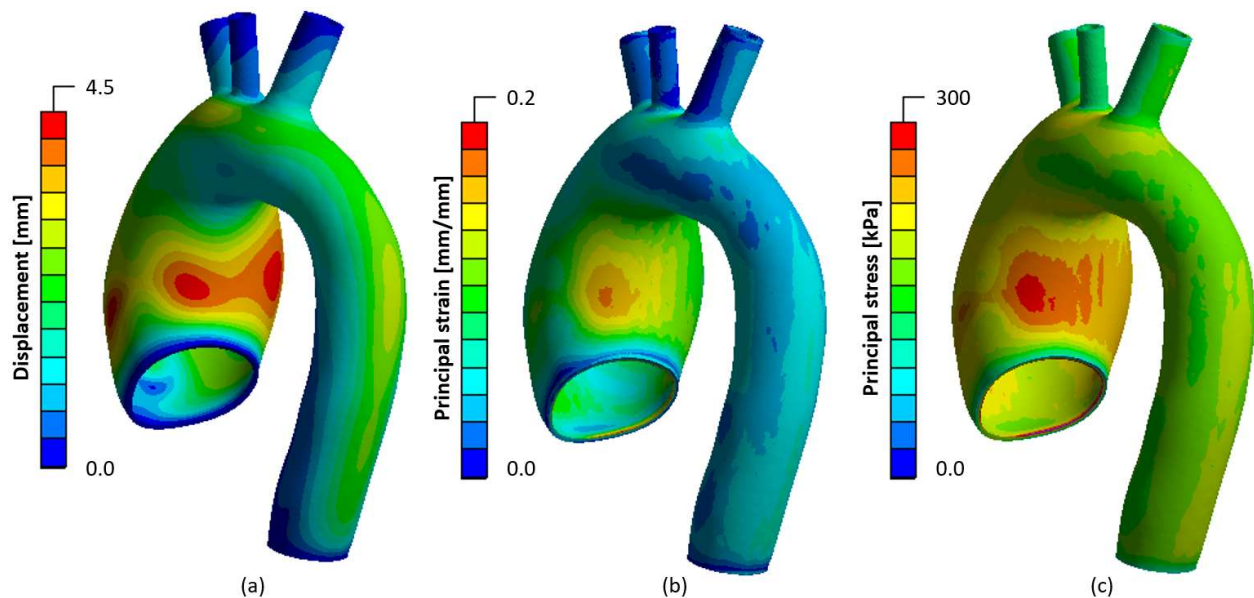 4.5
Displacement [mm]
0.0
(a)
0.2
Principal strain [mm/mm]
0.0
(b)
300
Principal stress [kPa]
0.0
(c)